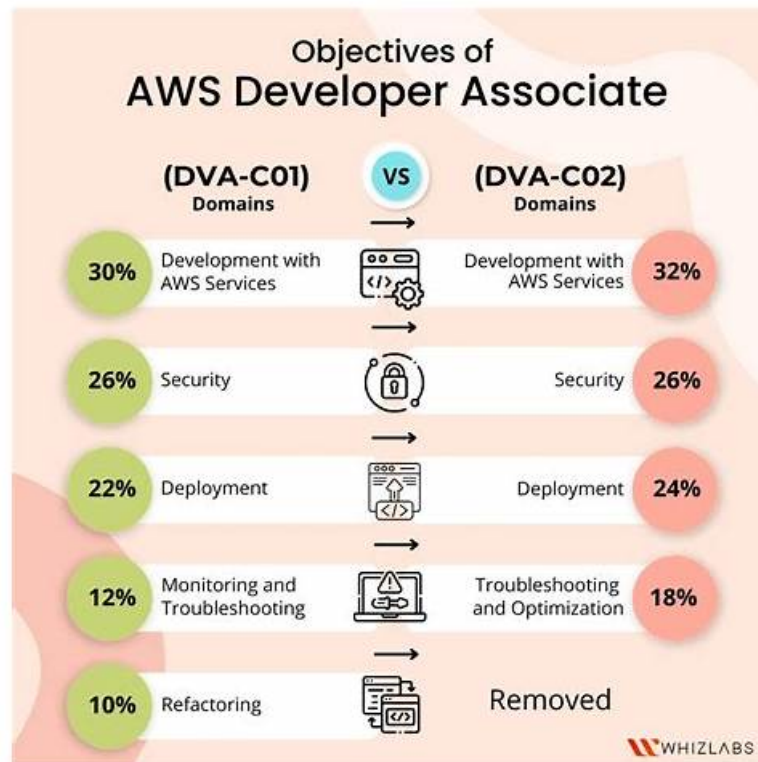 Objectives of
AWS Developer Associate
(DVA-C01)
Domains
VS
(DVA-C02)
Domains
30%
Development with
AWS Services
</>
Development with
AWS Services
32%
26%
Security
Security
26%
22%
Deployment
</>
Deployment
24%
12%
Monitoring and
Troubleshooting
Troubleshooting
and Optimization
18%
10%
Refactoring
</>
Removed
WHIZLABS